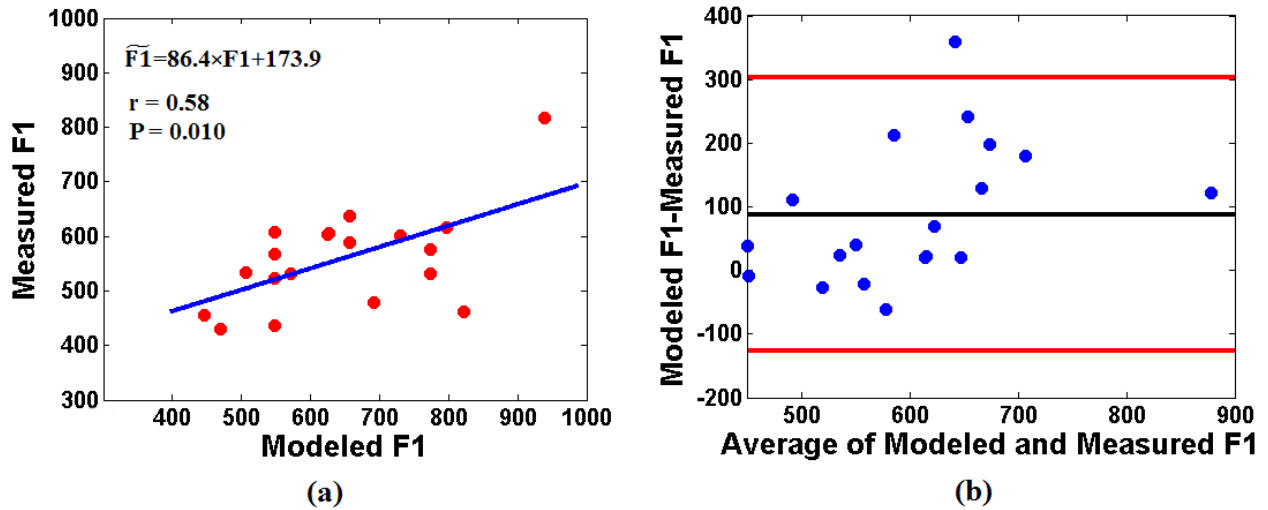 1000
900
800
700
600
500
400
300
F̃1=86.4×F1+173.9
r = 0.58
P = 0.010
Measured F1
400 500 600 700 800 900 1000
Modeled F1
(a)
400
300
200
100
0
-100
-200
Modeled F1-Measured F1
500 600 700 800 900
Average of Modeled and Measured F1
(b)